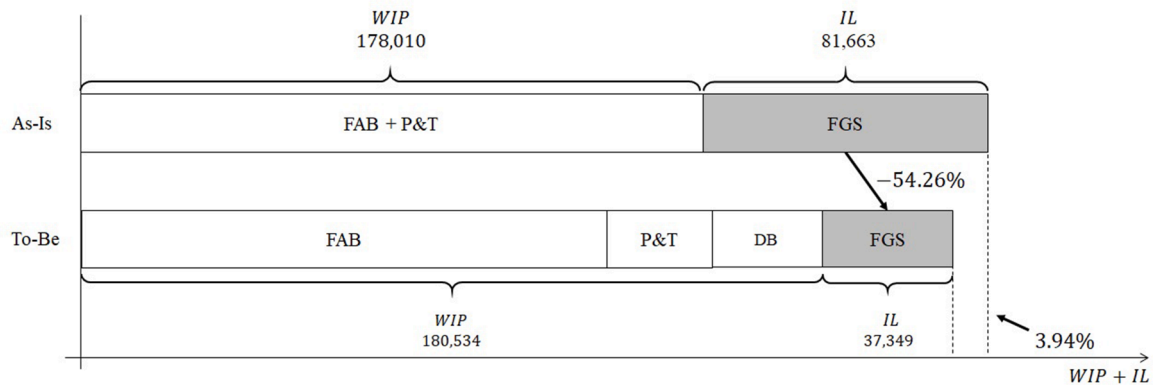 WIP
178,010
IL
81,663
As-Is
FAB + P&T
FGS
−54.26%
To-Be
FAB
P&T
DB
FGS
WIP
180,534
IL
37,349
3.94%
WIP + IL